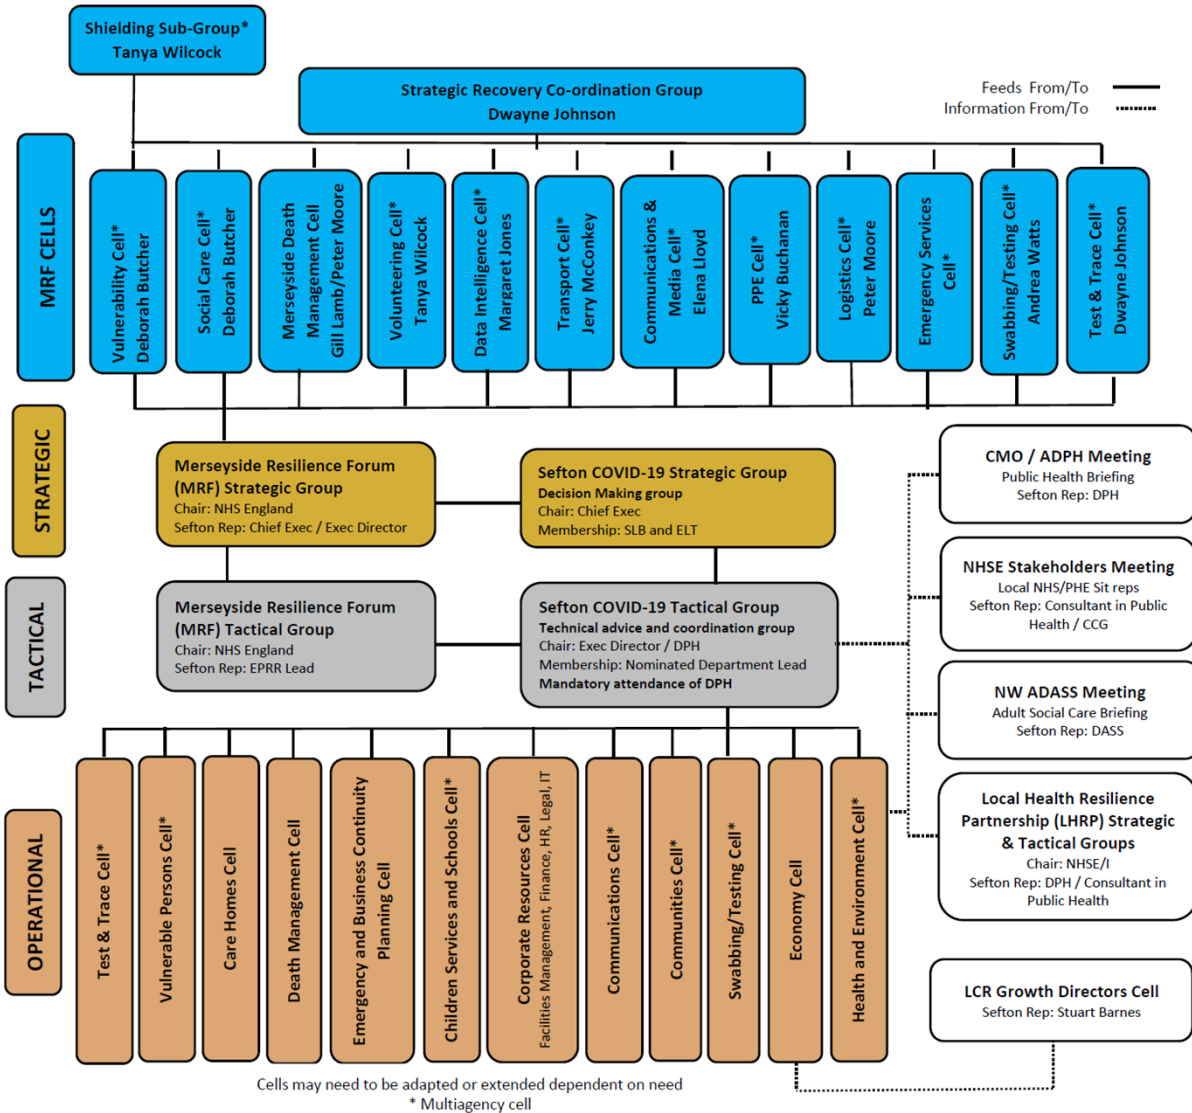 Shielding Sub-Group*
Tanya Wilcock
Strategic Recovery Co-ordination Group
Dwayne Johnson
Feeds From/To
Information From/To
MRF CELLS
Vulnerability Cell*
Deborah Butcher
Social Care Cell*
Deborah Butcher
Merseyside Death
Management Cell
Gill Lamb/Peter Moore
Volunteering Cell*
Tanya Wilcock
Data Intelligence Cell*
Margaret Jones
Transport Cell*
Jerry McConkey
Communications &
Media Cell*
Elena Lloyd
PPE Cell*
Vicky Buchanan
Logistics Cell*
Peter Moore
Emergency Services
Cell*
Swabbing/Testing Cell*
Andrea Watts
Test & Trace Cell*
Dwayne Johnson
STRATEGIC
Merseyside Resilience Forum
(MRF) Strategic Group
Chair: NHS England
Sefton Rep: Chief Exec / Exec Director
Sefton COVID-19 Strategic Group
Decision Making group
Chair: Chief Exec
Membership: SLB and ELT
CMO / ADPH Meeting
Public Health Briefing
Sefton Rep: DPH
NHSE Stakeholders Meeting
Local NHS/PHE Sit reps
Sefton Rep: Consultant in Public
Health / CCG
TACTICAL
Merseyside Resilience Forum
(MRF) Tactical Group
Chair: NHS England
Sefton Rep: EPRR Lead
Sefton COVID-19 Tactical Group
Technical advice and coordination group
Chair: Exec Director / DPH
Membership: Nominated Department Lead
Mandatory attendance of DPH
NW ADASS Meeting
Adult Social Care Briefing
Sefton Rep: DASS
Local Health Resilience
Partnership (LHRP) Strategic
& Tactical Groups
Chair: NHSE/I
Sefton Rep: DPH / Consultant in
Public Health
OPERATIONAL
Test & Trace Cell*
Vulnerable Persons Cell*
Care Homes Cell
Death Management Cell
Emergency and Business Continuity
Planning Cell
Children Services and Schools Cell*
Corporate Resources Cell
Facilities Management, Finance, HR, Legal, IT
Communications Cell*
Communities Cell*
Swabbing/Testing Cell*
Economy Cell
Health and Environment Cell*
LCR Growth Directors Cell
Sefton Rep: Stuart Barnes
Cells may need to be adapted or extended dependent on need
* Multiagency cell